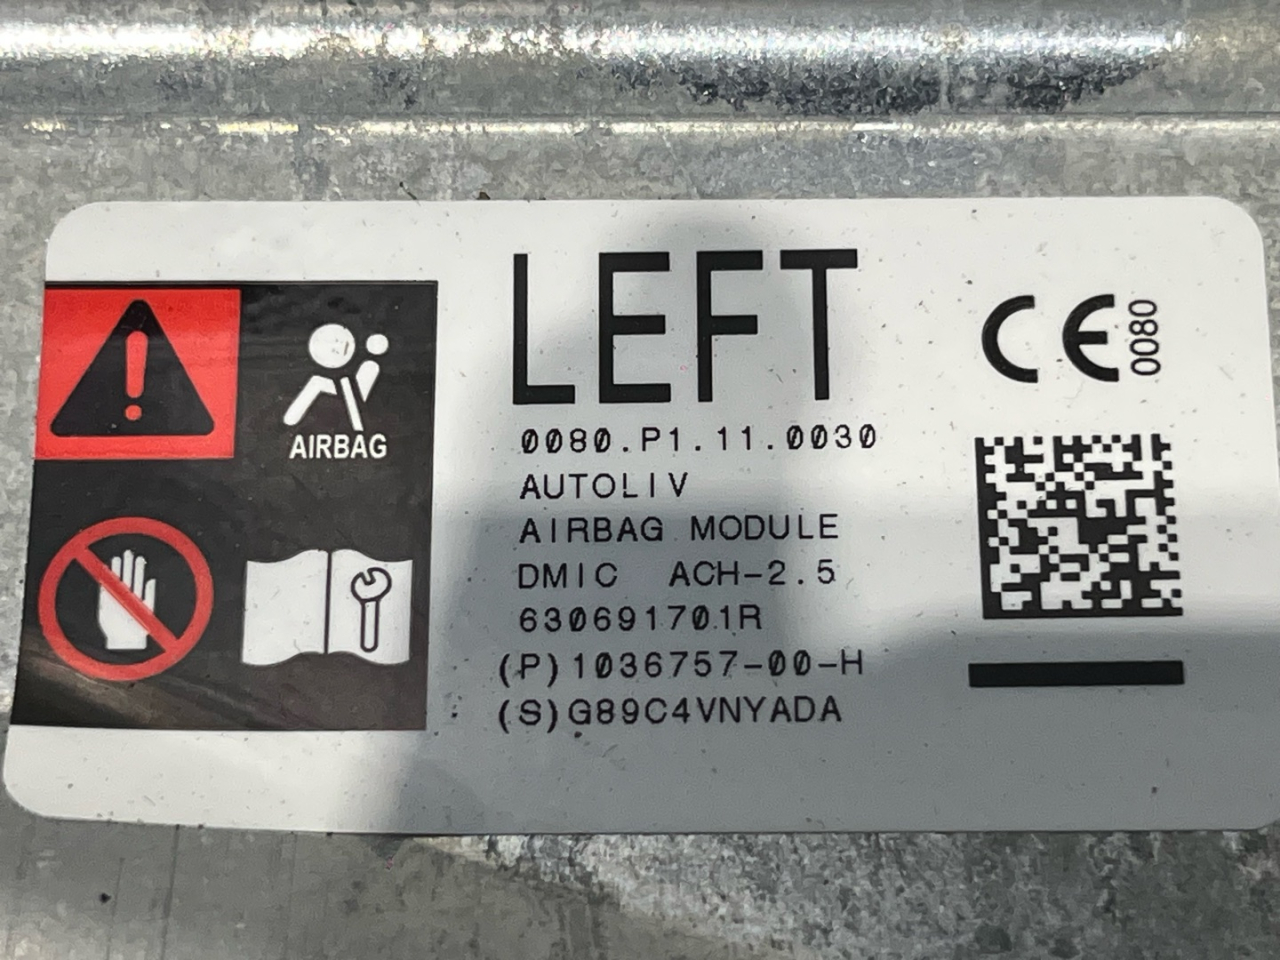 LEFT
CE 0080
AIRBAG
0080.P1.11.0030
AUTOLIV
AIRBAG MODULE
DMIC ACH-2.5
630691701R
(P)1036757-00-H
(S)G89C4VNYADA